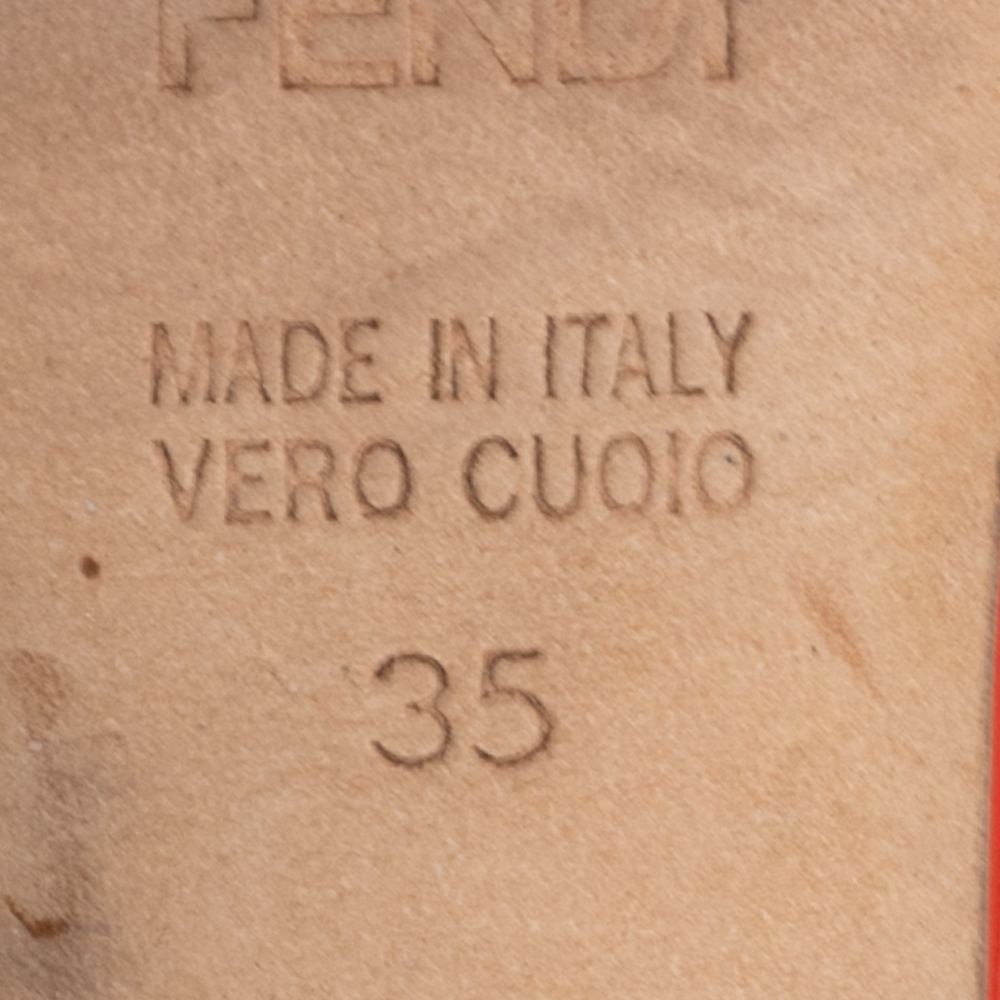 FENDI
MADE IN ITALY
VERO CUOIO
35